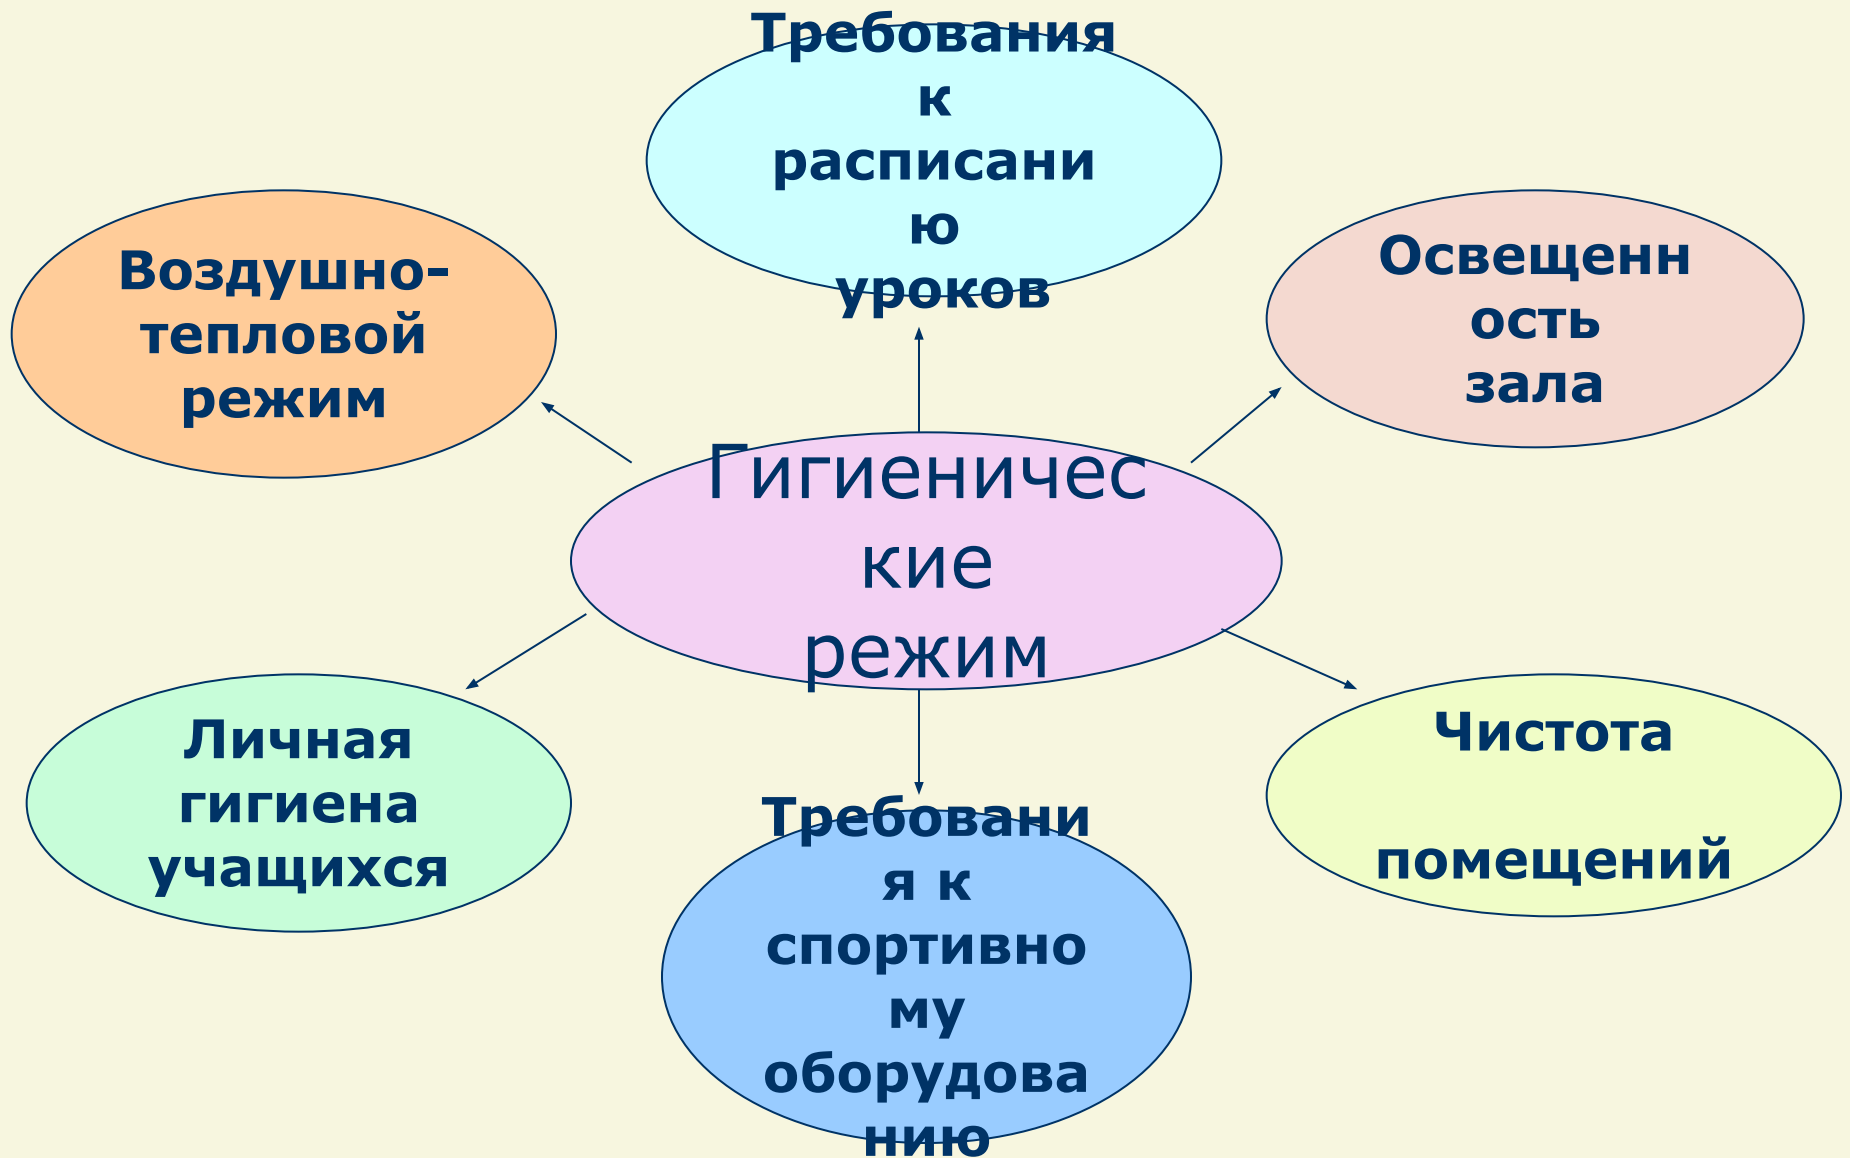 Требования
к
расписани
ю
уроков
Воздушно-
тепловой
режим
Освещенн
ость
зала
Гигиеничес
кие
режим
Личная
гигиена
учащихся
Чистота
помещений
Требовани
я к
спортивно
му
оборудова
нию